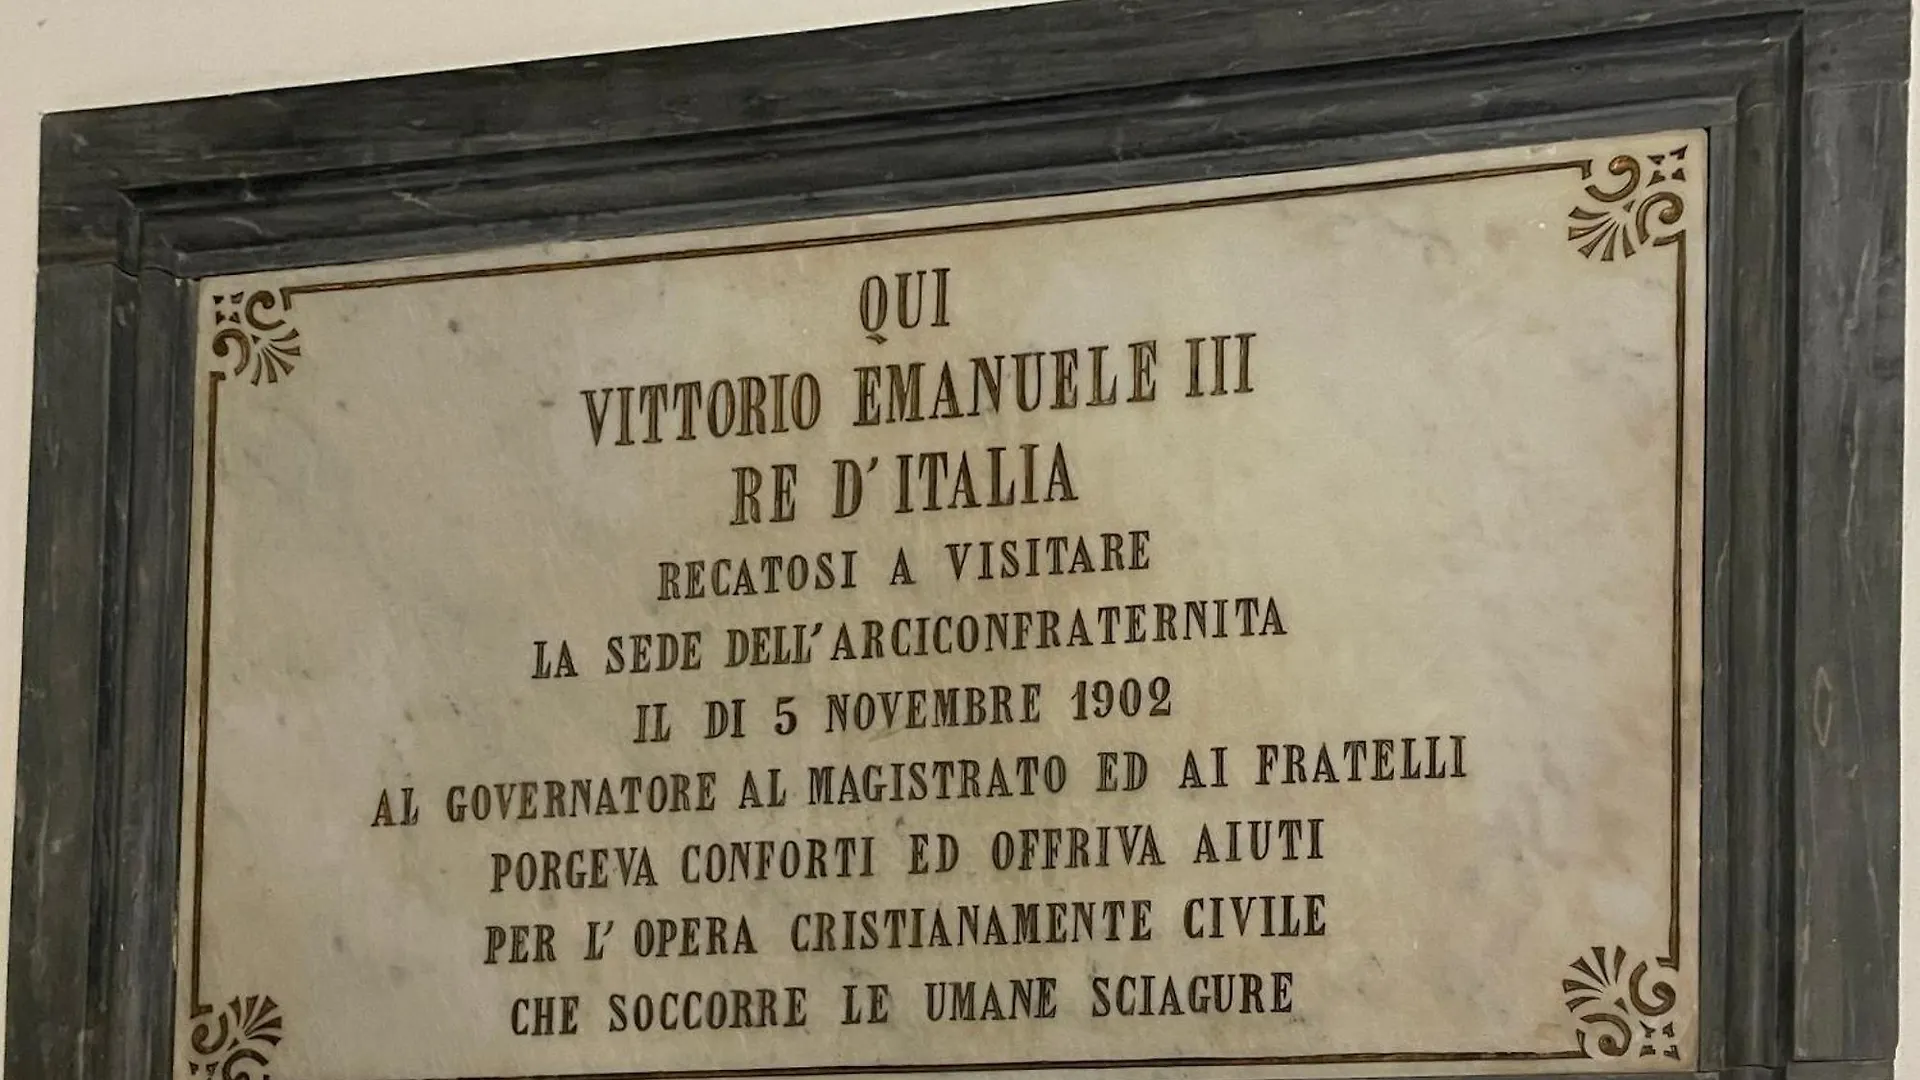 QUI
VITTORIO EMANUELE III
RE D'ITALIA
RECATOSI A VISITARE
LA SEDE DELL'ARCICONFRATERNITA
IL DI 5 NOVEMBRE 1902
AL GOVERNATORE AL MAGISTRATO ED AI FRATELLI
PORGEVA CONFORTI ED OFFRIVA AIUTI
PER L'OPERA CRISTIANAMENTE CIVILE
CHE SOCCORRE LE UMANE SCIAGURE